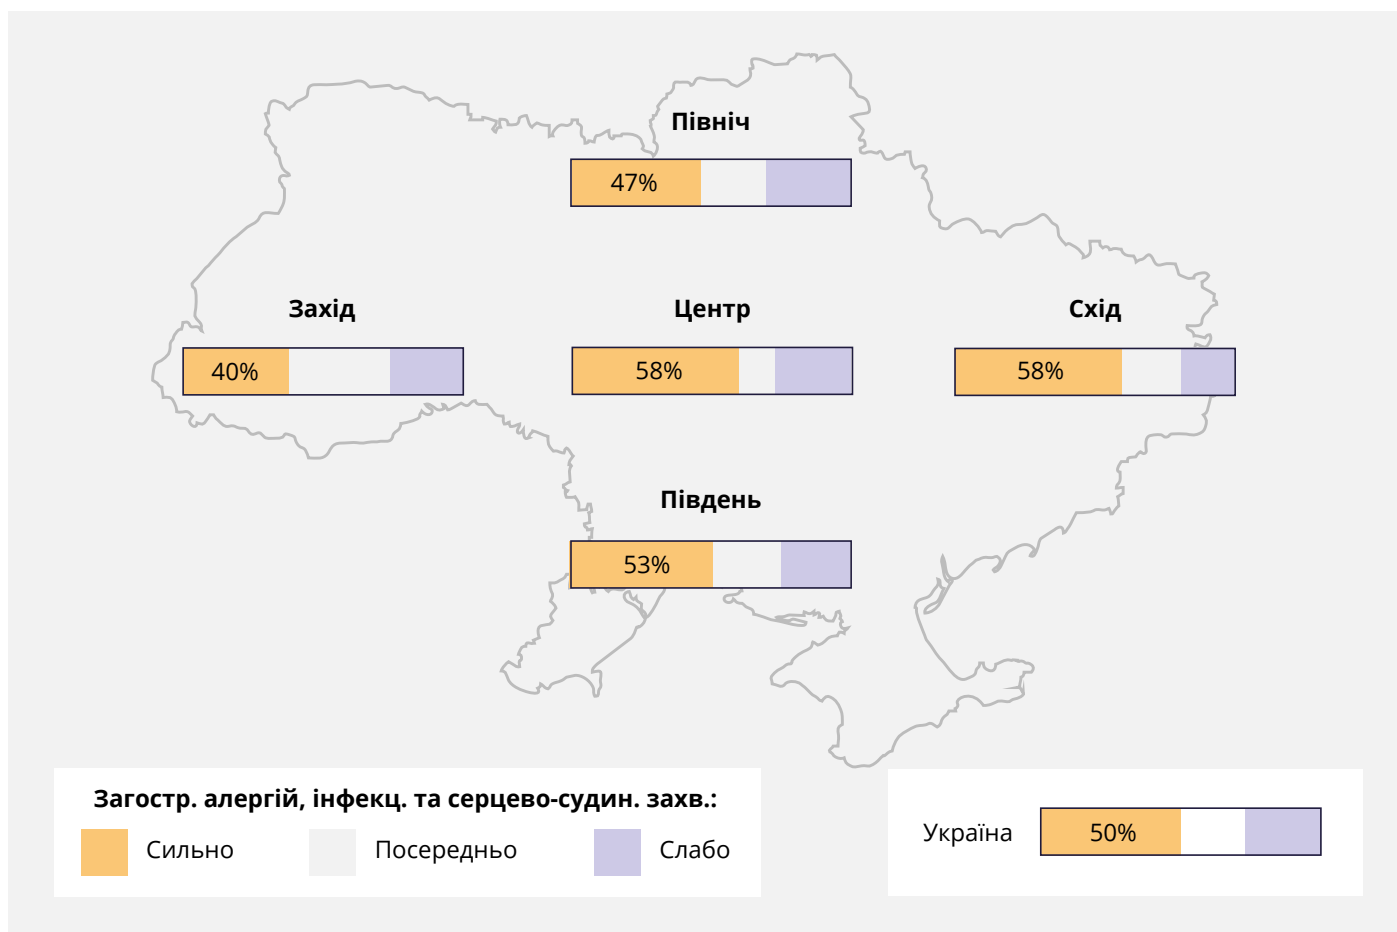 Північ
47%
Захід
Центр
Схід
40%
58%
58%
Південь
53%
Загостр. алергій, інфекц. та серцево-судин. захв.:
Сильно
Посередньо
Слабо
Україна
50%